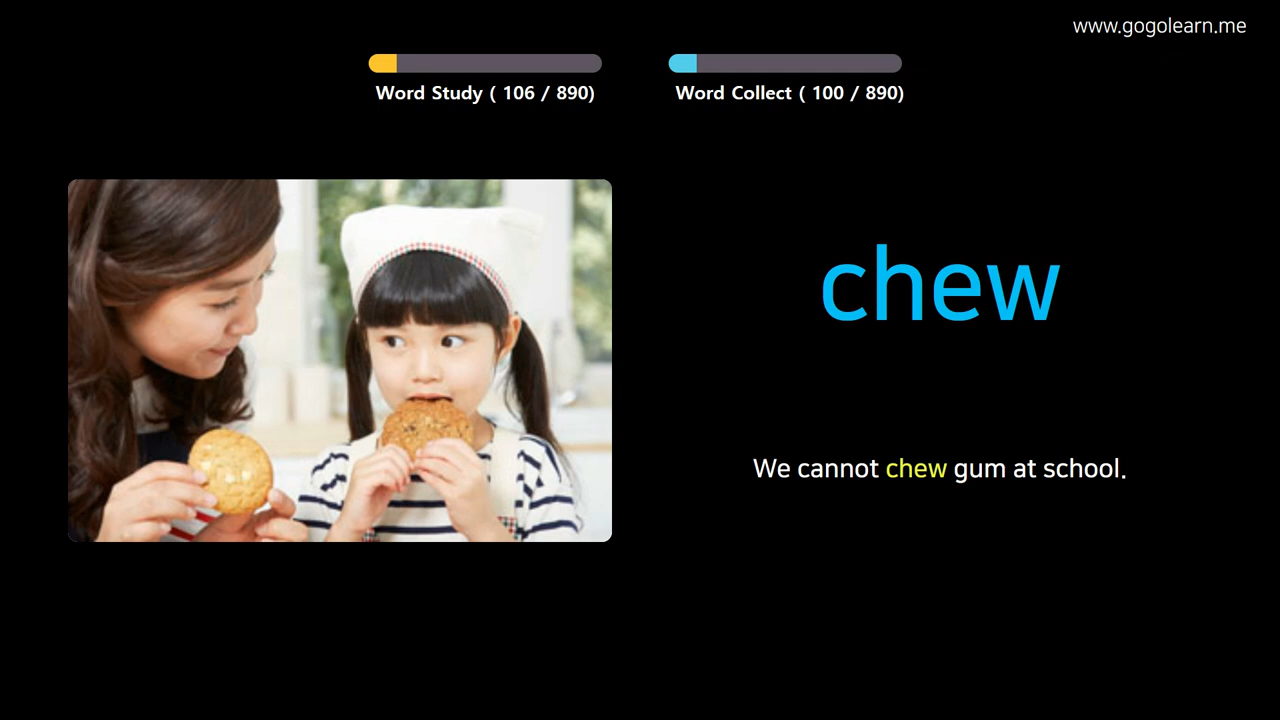 www.gogolearn.me
Word Study ( 106 / 890)
Word Collect ( 100 / 890)
chew
We cannot chew gum at school.